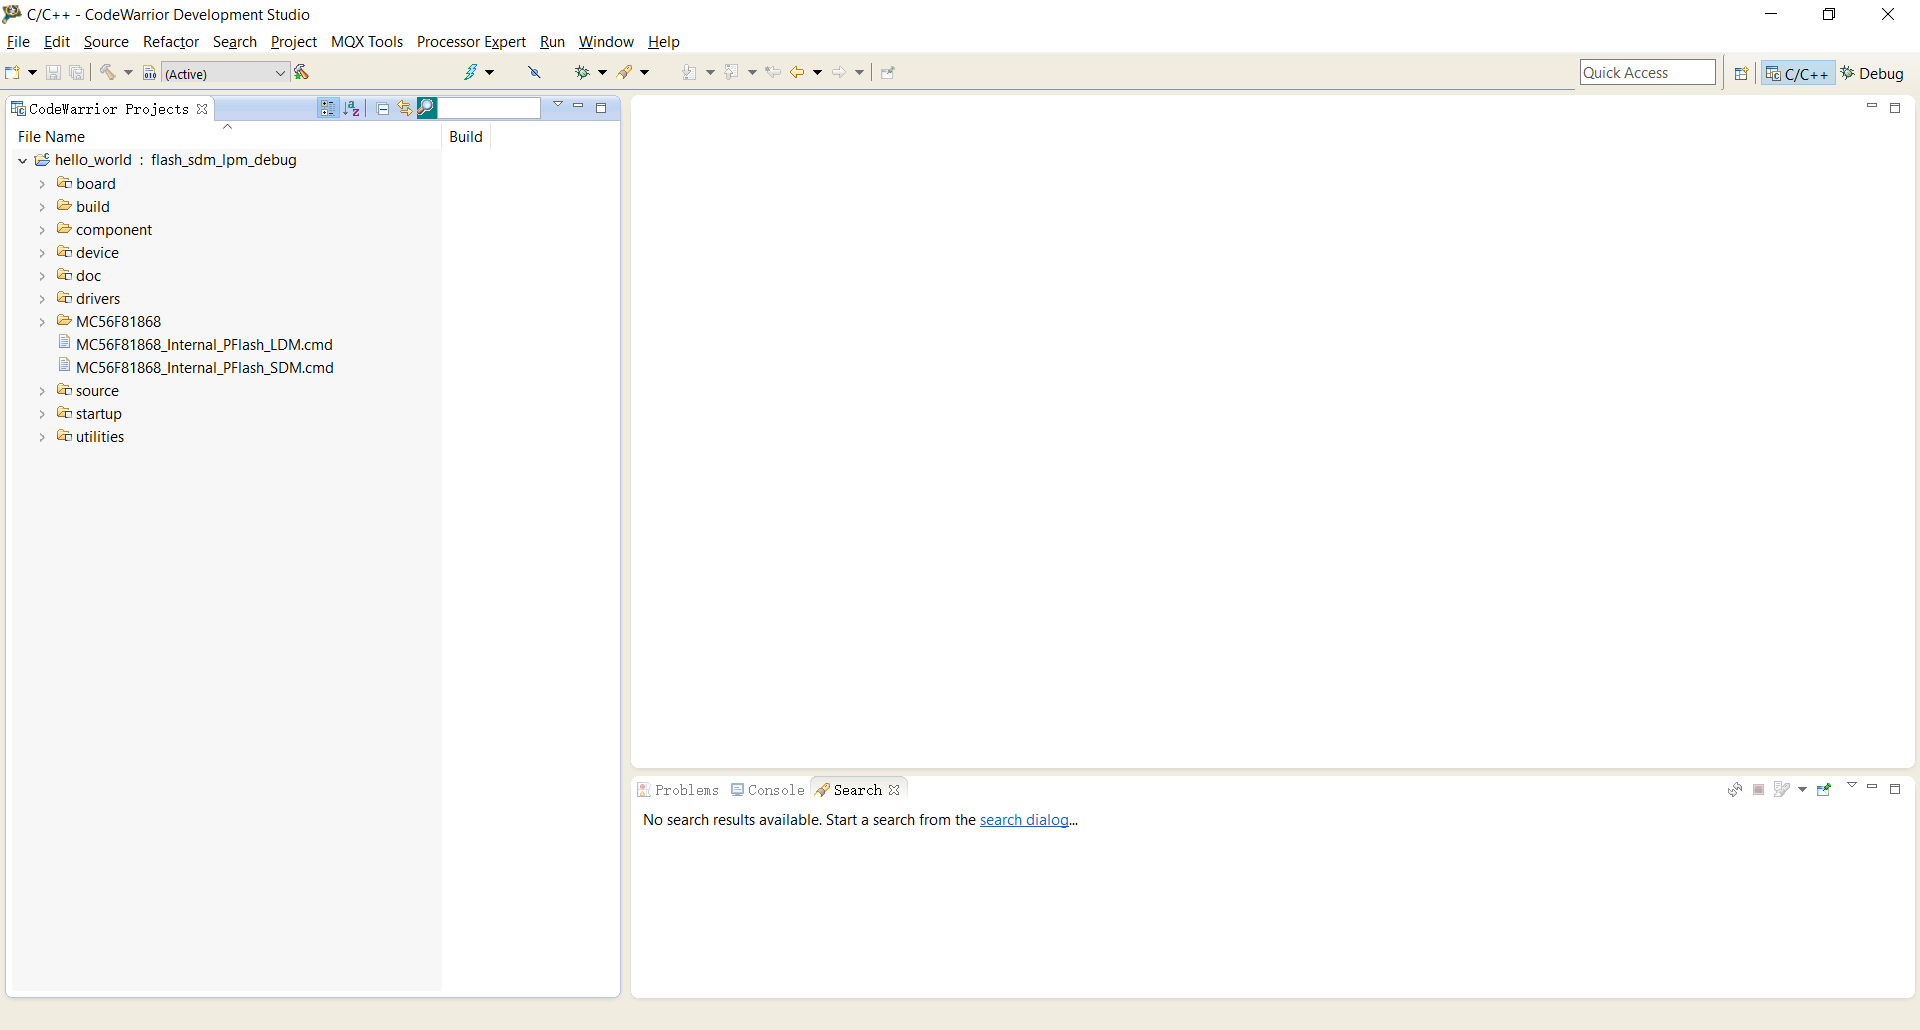 C/C++ - CodeWarrior Development Studio
File Edit Source Refactor Search Project MQX Tools Processor Expert Run Window Help
010 (Active) Quick Access C/C++ Debug
CodeWarrior Projects
File Name Build
hello_world : flash_sdm_lpm_debug
board
build
component
device
doc
drivers
MC56F81868
MC56F81868_Internal_PFlash_LDM.cmd
MC56F81868_Internal_PFlash_SDM.cmd
source
startup
utilities
Problems Console Search
No search results available. Start a search from the search dialog...